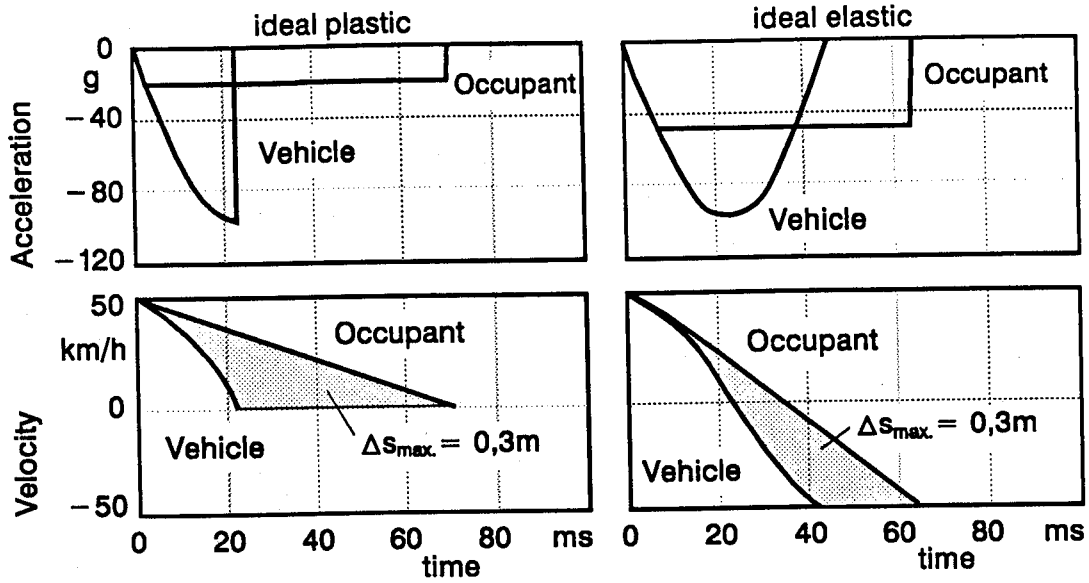 ideal plastic
0
g
−40
−80
−120
Acceleration
Occupant
Vehicle
ideal elastic
Occupant
Vehicle
50
km/h
0
−50
Velocity
Occupant
Vehicle
Δsmax. = 0,3m
0 20 40 60 80 ms
time
Occupant
Vehicle
Δsmax. = 0,3m
0 20 40 60 80 ms
time